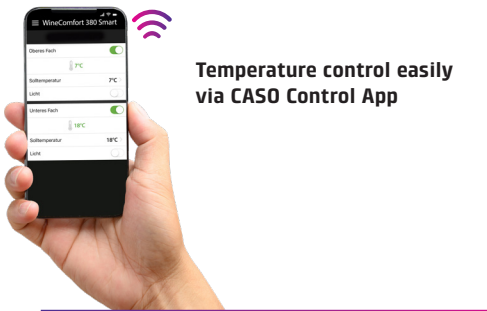 WineComfort 380 Smart
Oberes Fach
7°C
Solltemperatur 7°C
Licht
Unteres Fach
18°C
Solltemperatur 18°C
Licht
Temperature control easily
via CASO Control App